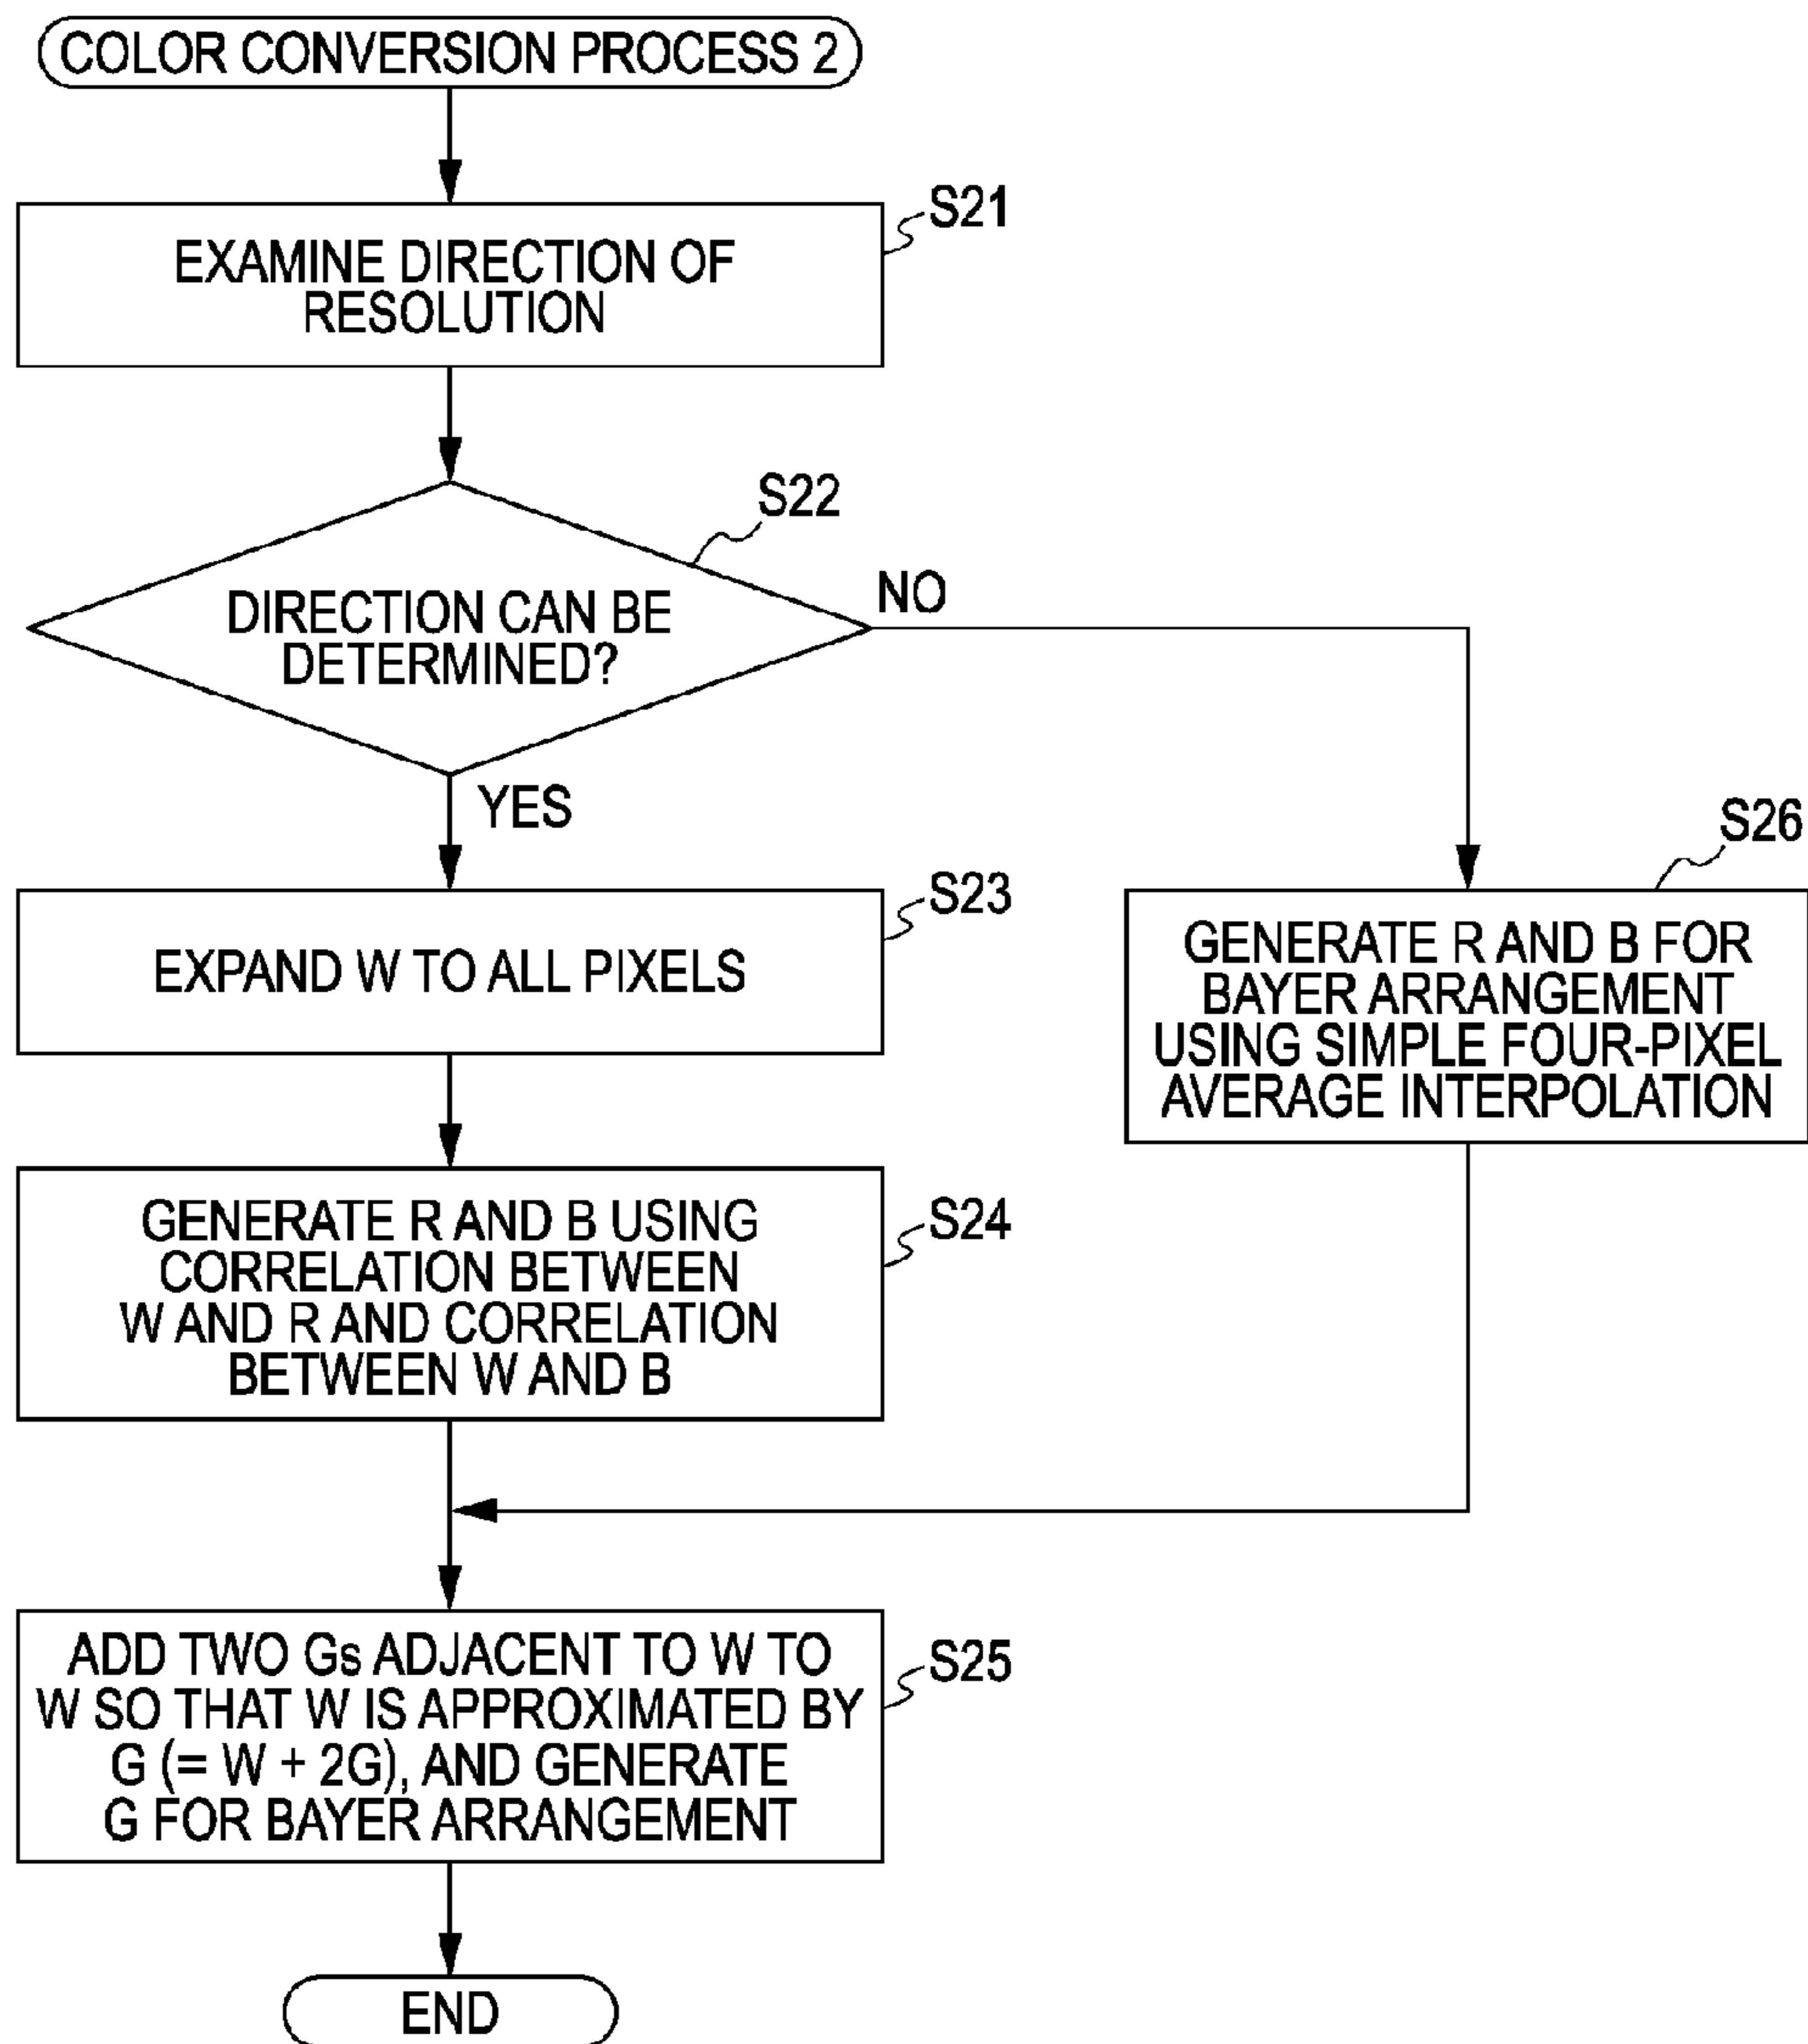 COLOR CONVERSION PROCESS 2
S21
EXAMINE DIRECTION OF
RESOLUTION
S22
DIRECTION CAN BE
DETERMINED?
NO
YES
S23
EXPAND W TO ALL PIXELS
S26
GENERATE R AND B FOR
BAYER ARRANGEMENT
USING SIMPLE FOUR-PIXEL
AVERAGE INTERPOLATION
S24
GENERATE R AND B USING
CORRELATION BETWEEN
W AND R AND CORRELATION
BETWEEN W AND B
S25
ADD TWO Gs ADJACENT TO W TO
W SO THAT W IS APPROXIMATED BY
G (= W + 2G), AND GENERATE
G FOR BAYER ARRANGEMENT
END